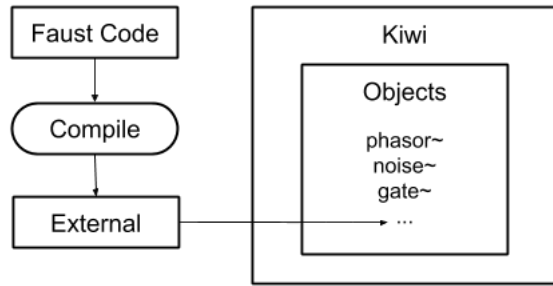 Faust Code
Compile
External
Kiwi
Objects
phasor~
noise~
gate~
...